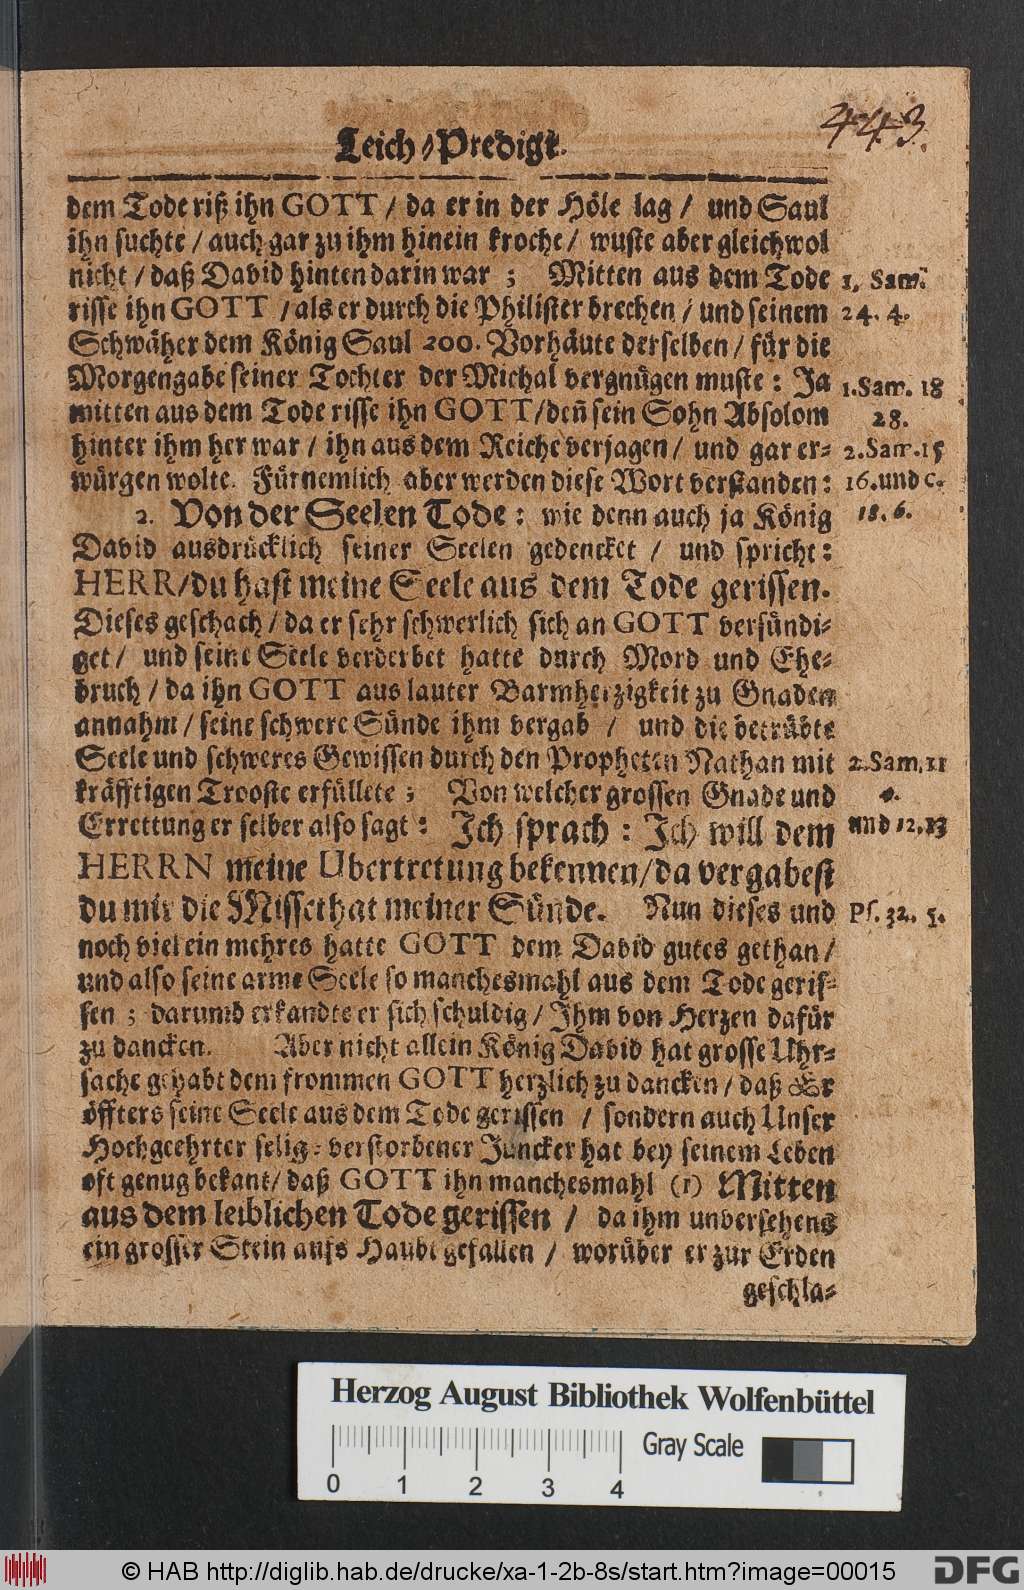 443.
Leich-Predigt.
dem Tode riß ihn GOTT / da er in der Höle lag / und Saul
ihn suchte / auch gar zu ihm hinein kroche / wuste aber gleichwol
nicht / daß David hinten darin war ; Mitten aus dem Tode
risse ihn GOTT / als er durch die Philister brechen / und seinem
Schwäher dem König Saul 200. Vorhäute derselben / für die
Morgengabe seiner Tochter der Michal vergnügen muste : Ja
mitten aus dem Tode risse ihn GOTT/deñ sein Sohn Absolom
hinter ihm her war / ihn aus dem Reiche verjagen / und gar er-
würgen wolte. Fürnemlich aber werden diese Wort verstanden:
2. Von der Seelen Tode : wie denn auch ja König
David ausdrücklich seiner Seelen gedencket / und spricht:
HERR/du hast meine Seele aus dem Tode gerissen.
Dieses geschach / da er sehr schwerlich sich an GOTT versündi-
get / und seine Seele verderbet hatte durch Mord und Ehe-
bruch / da ihn GOTT aus lauter Barmhertzigkeit zu Gnaden
annahm / seine schwere Sünde ihm vergab / und die betrübte
Seele und schweres Gewissen durch den Propheten Nathan mit
kräfftigen Trooste erfüllete ; Von welcher grossen Gnade und
Errettung er selber also sagt : Ich sprach : Ich will dem
HERRN meine Ubertretung bekennen/da vergabest
du mir die Missethat meiner Sünde. Nun dieses und
noch viel ein mehres hatte GOTT dem David gutes gethan /
und also seine arme Seele so manchesmahl aus dem Tode geris-
sen ; darumb erkandte er sich schuldig / Ihm von Herzen dafür
zu dancken. Aber nicht allein König David hat grosse Uhr-
sache gehabt dem frommen GOTT herzlich zu dancken / daß Er
öffters seine Seele aus dem Tode gerissen / sondern auch Unser
Hochgeehrter selig-verstorbener Juncker hat bey seinem Leben
oft genug bekant/ daß GOTT ihn manchesmahl (1) Mitten
aus dem leiblichen Tode gerissen / da ihm unversehens
ein grosser Stein aufs Haubt gefallen / worüber er zur Erden
geschla-
1. Sam.
24. 4.
1. Sam. 18
28.
2. Sam. 15
16. und c.
18. 6.
2. Sam. 11
und 12. 13
Ps. 32. 5.
Herzog August Bibliothek Wolfenbüttel
0 1 2 3 4
Gray Scale
© HAB http://diglib.hab.de/drucke/xa-1-2b-8s/start.htm?image=00015
DFG